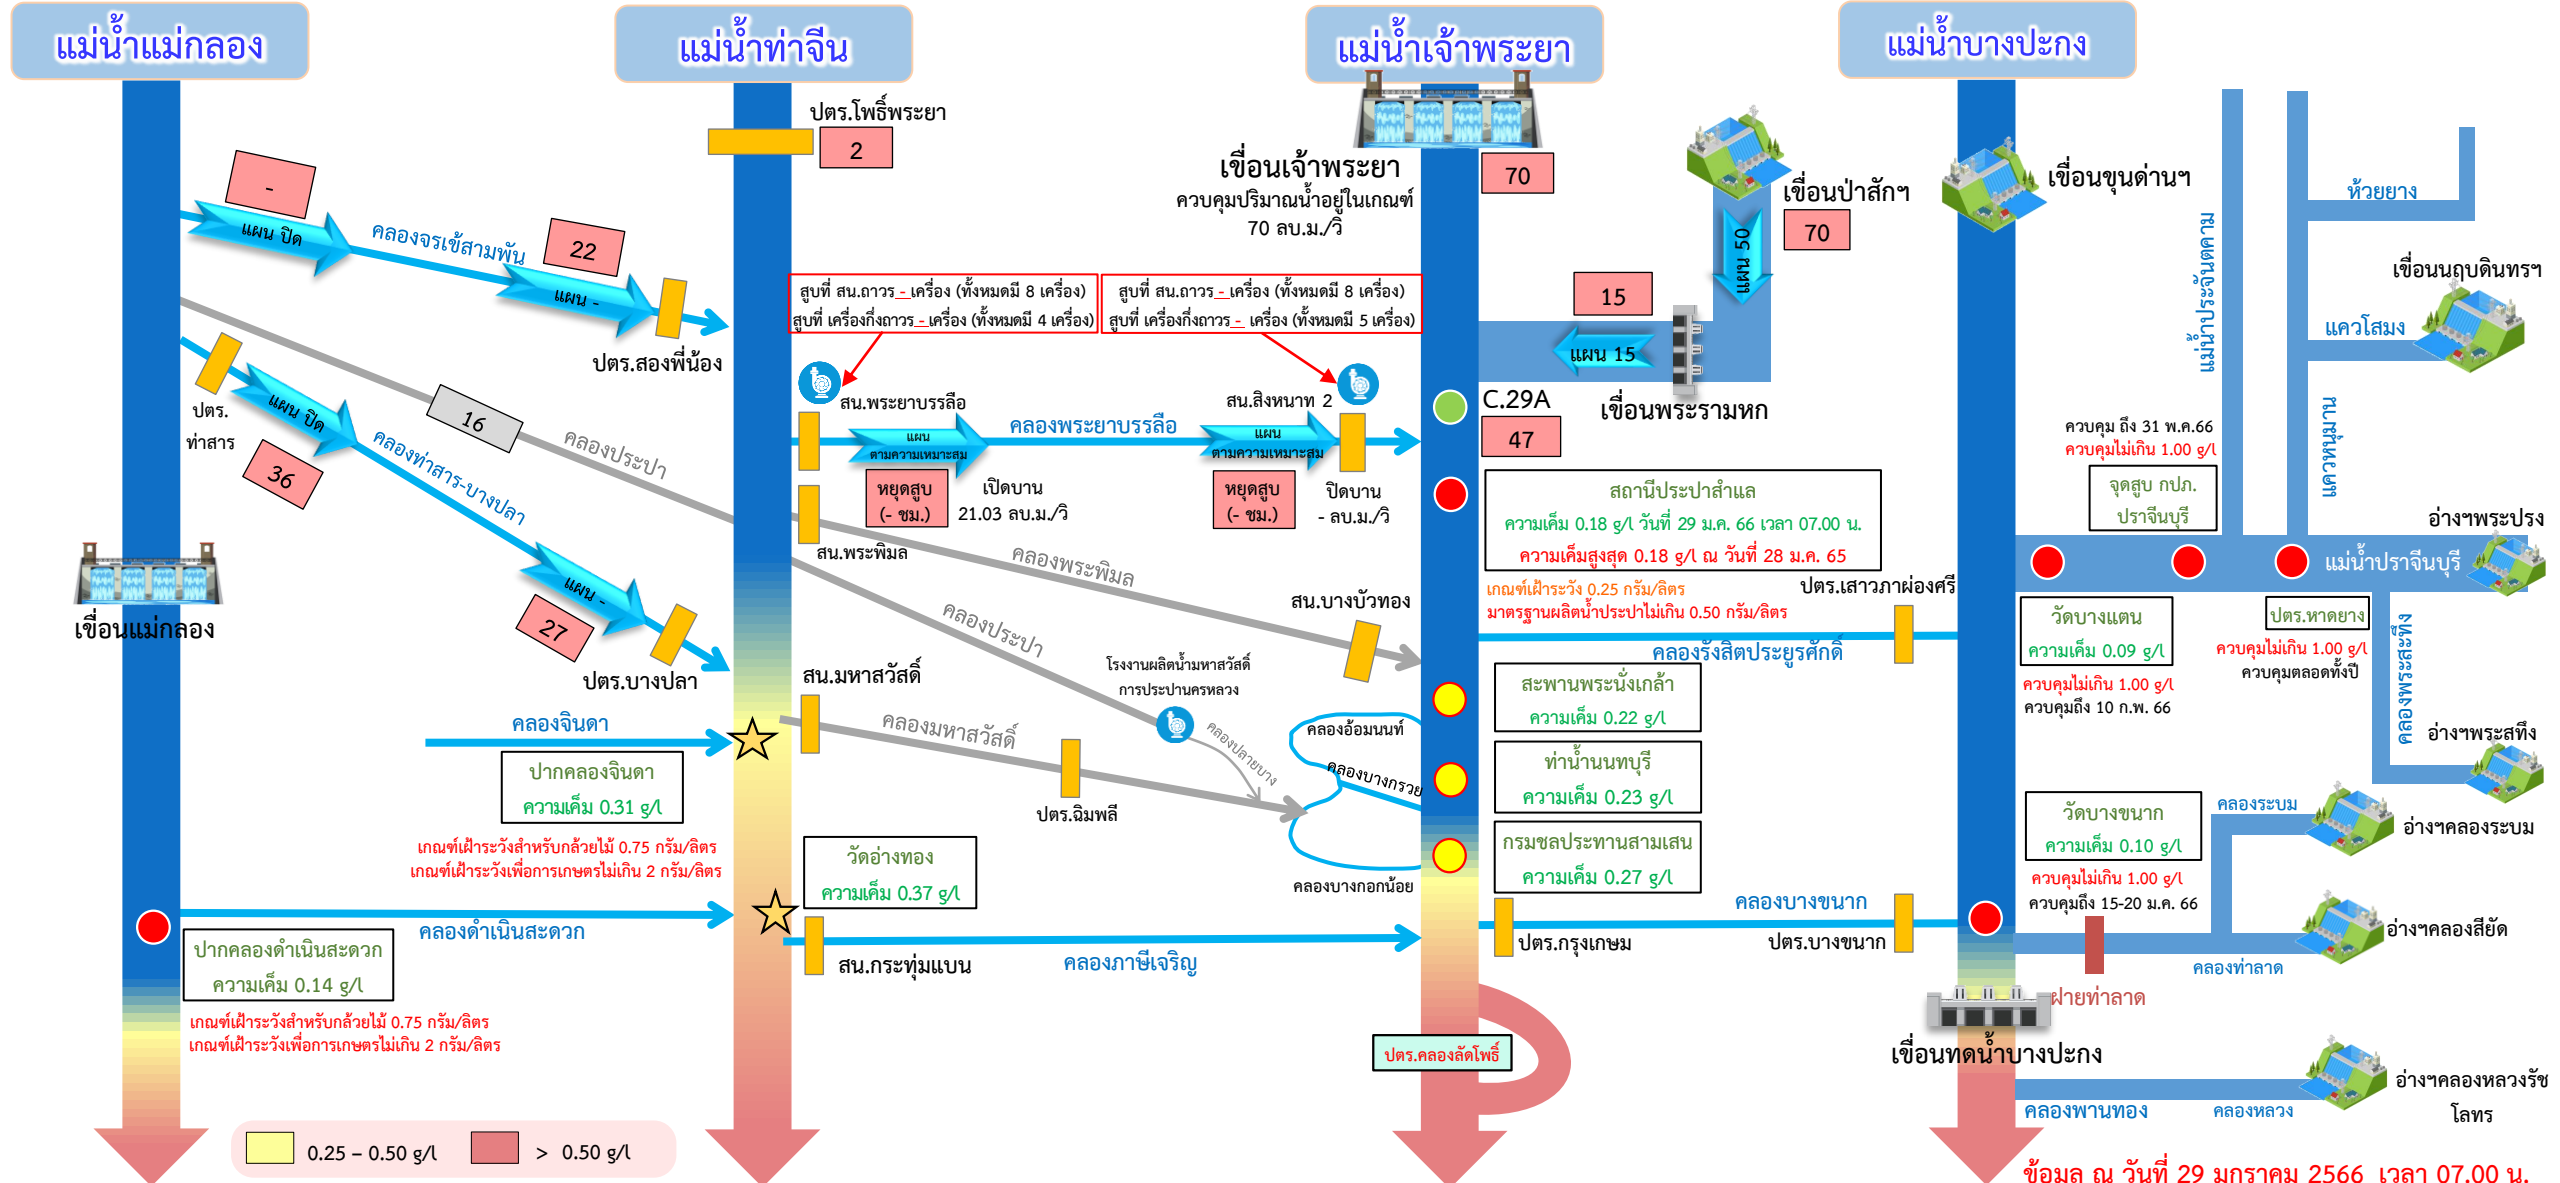 แม่น้ำแม่กลอง
แม่น้ำท่าจีน
แม่น้ำเจ้าพระยา
แม่น้ำบางปะกง
ปตร.โพธิ์พระยา
2
-
แผน ปิด
คลองจรเข้สามพัน
22
แผน -
ปตร.สองพี่น้อง
ปตร.
ท่าสาร
แผน ปิด
36
16
คลองประปา
คลองท่าสาร-บางปลา
แผน -
27
ปตร.บางปลา
เขื่อนแม่กลอง
คลองจินดา
ปากคลองจินดา
ความเค็ม 0.31 g/l
เกณฑ์เฝ้าระวังสำหรับกล้วยไม้ 0.75 กรัม/ลิตร
เกณฑ์เฝ้าระวังเพื่อการเกษตรไม่เกิน 2 กรัม/ลิตร
คลองดำเนินสะดวก
ปากคลองดำเนินสะดวก
ความเค็ม 0.14 g/l
เกณฑ์เฝ้าระวังสำหรับกล้วยไม้ 0.75 กรัม/ลิตร
เกณฑ์เฝ้าระวังเพื่อการเกษตรไม่เกิน 2 กรัม/ลิตร
0.25 – 0.50 g/l
> 0.50 g/l
เขื่อนเจ้าพระยา
ควบคุมปริมาณน้ำอยู่ในเกณฑ์
70 ลบ.ม./วิ
70
สูบที่ สน.ถาวร - เครื่อง (ทั้งหมดมี 8 เครื่อง)
สูบที่ เครื่องกึ่งถาวร - เครื่อง (ทั้งหมดมี 4 เครื่อง)
สูบที่ สน.ถาวร - เครื่อง (ทั้งหมดมี 8 เครื่อง)
สูบที่ เครื่องกึ่งถาวร - เครื่อง (ทั้งหมดมี 5 เครื่อง)
สน.พระยาบรรลือ
แผน
ตามความเหมาะสม
คลองพระยาบรรลือ
สน.สิงหนาท 2
แผน
ตามความเหมาะสม
หยุดสูบ
(- ชม.)
เปิดบาน
21.03 ลบ.ม./วิ
หยุดสูบ
(- ชม.)
ปิดบาน
- ลบ.ม./วิ
สน.พระพิมล
คลองพระพิมล
สน.บางบัวทอง
คลองประปา
โรงงานผลิตน้ำมหาสวัสดิ์
การประปานครหลวง
สน.มหาสวัสดิ์
คลองมหาสวัสดิ์
ปตร.ฉิมพลี
คลองปลายบาง
คลองอ้อมนนท์
คลองบางกรวย
คลองบางกอกน้อย
วัดอ่างทอง
ความเค็ม 0.37 g/l
สน.กระทุ่มแบน
คลองภาษีเจริญ
เขื่อนป่าสักฯ
70
แผน 50
15
แผน 15
เขื่อนพระรามหก
C.29A
47
สถานีประปาสำแล
ความเค็ม 0.18 g/l วันที่ 29 ม.ค. 66 เวลา 07.00 น.
ความเค็มสูงสุด 0.18 g/l ณ วันที่ 28 ม.ค. 65
เกณฑ์เฝ้าระวัง 0.25 กรัม/ลิตร
มาตรฐานผลิตน้ำประปาไม่เกิน 0.50 กรัม/ลิตร
ปตร.เสาวภาผ่องศรี
คลองรังสิตประยูรศักดิ์
สะพานพระนั่งเกล้า
ความเค็ม 0.22 g/l
ท่าน้ำนนทบุรี
ความเค็ม 0.23 g/l
กรมชลประทานสามเสน
ความเค็ม 0.27 g/l
คลองบางขนาก
ปตร.กรุงเกษม
ปตร.บางขนาก
ปตร.คลองลัดโพธิ์
เขื่อนขุนด่านฯ
แม่น้ำประจันตคาม
ห้วยยาง
เขื่อนนฤบดินทรฯ
แควโสมง
แควหนุมาน
ควบคุม ถึง 31 พ.ค.66
ควบคุมไม่เกิน 1.00 g/l
จุดสูบ กปภ.
ปราจีนบุรี
อ่างฯพระปรง
แม่น้ำปราจีนบุรี
วัดบางแตน
ความเค็ม 0.09 g/l
ควบคุมไม่เกิน 1.00 g/l
ควบคุมถึง 10 ก.พ. 66
ปตร.หาดยาง
ควบคุมไม่เกิน 1.00 g/l
ควบคุมตลอดทั้งปี
คลองพระสะทึง
อ่างฯพระสทึง
วัดบางขนาก
ความเค็ม 0.10 g/l
ควบคุมไม่เกิน 1.00 g/l
ควบคุมถึง 15-20 ม.ค. 66
คลองระบม
อ่างฯคลองระบม
อ่างฯคลองสียัด
คลองท่าลาด
ฝายท่าลาด
เขื่อนทดน้ำบางปะกง
คลองพานทอง
คลองหลวง
อ่างฯคลองหลวงรัช
โลทร
ข้อมูล ณ วันที่ 29 มกราคม 2566 เวลา 07.00 น.